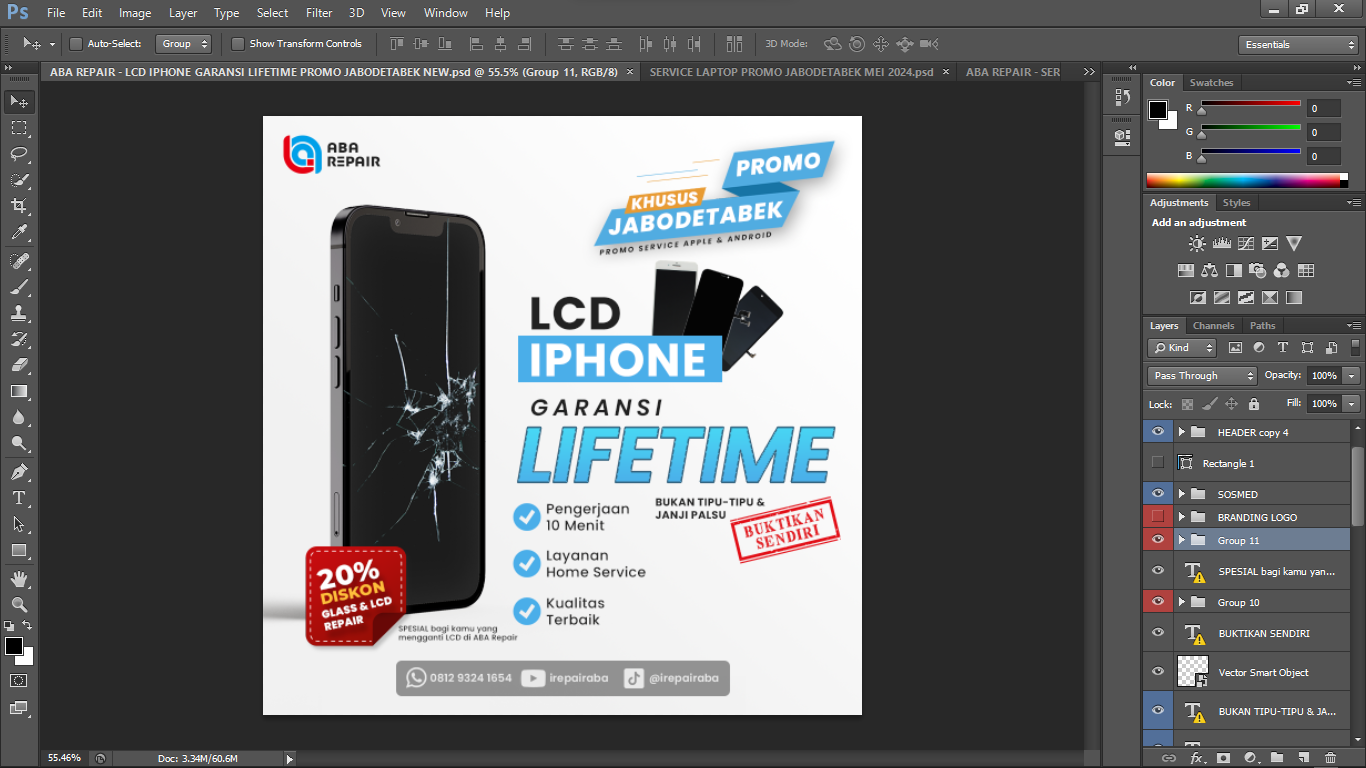 Ps File Edit Image Layer Type Select Filter 3D View Window Help
Auto-Select: Group Show Transform Controls 3D Mode: Essentials
ABA REPAIR - LCD IPHONE GARANSI LIFETIME PROMO JABODETABEK NEW.psd @ 55.5% (Group 11, RGB/8) × SERVICE LAPTOP PROMO JABODETABEK MEI 2024.psd × ABA REPAIR - SER
ABA
REPAIR
PROMO
KHUSUS
JABODETABEK
PROMO SERVICE APPLE & ANDROID
LCD
IPHONE
GARANSI
LIFETIME
Pengerjaan
10 Menit
Layanan
Home Service
Kualitas
Terbaik
BUKAN TIPU-TIPU &
JANJI PALSU
BUKTIKAN
SENDIRI
20%
DISKON
GLASS & LCD
REPAIR
SPESIAL bagi kamu yang
mengganti LCD di ABA Repair
0812 9324 1654 irepairaba @irepairaba
55.46% Doc: 3.34M/60.6M
Color Swatches
R 0
G 0
B 0
Adjustments Styles
Add an adjustment
Layers Channels Paths
Kind
Pass Through Opacity: 100%
Lock: Fill: 100%
HEADER copy 4
Rectangle 1
SOSMED
BRANDING LOGO
Group 11
SPESIAL bagi kamu yan...
Group 10
BUKTIKAN SENDIRI
Vector Smart Object
BUKAN TIPU-TIPU & JA...